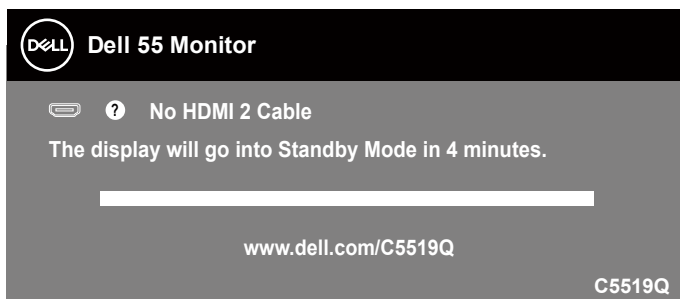 DELL Dell 55 Monitor
? No HDMI 2 Cable
The display will go into Standby Mode in 4 minutes.
www.dell.com/C5519Q
C5519Q